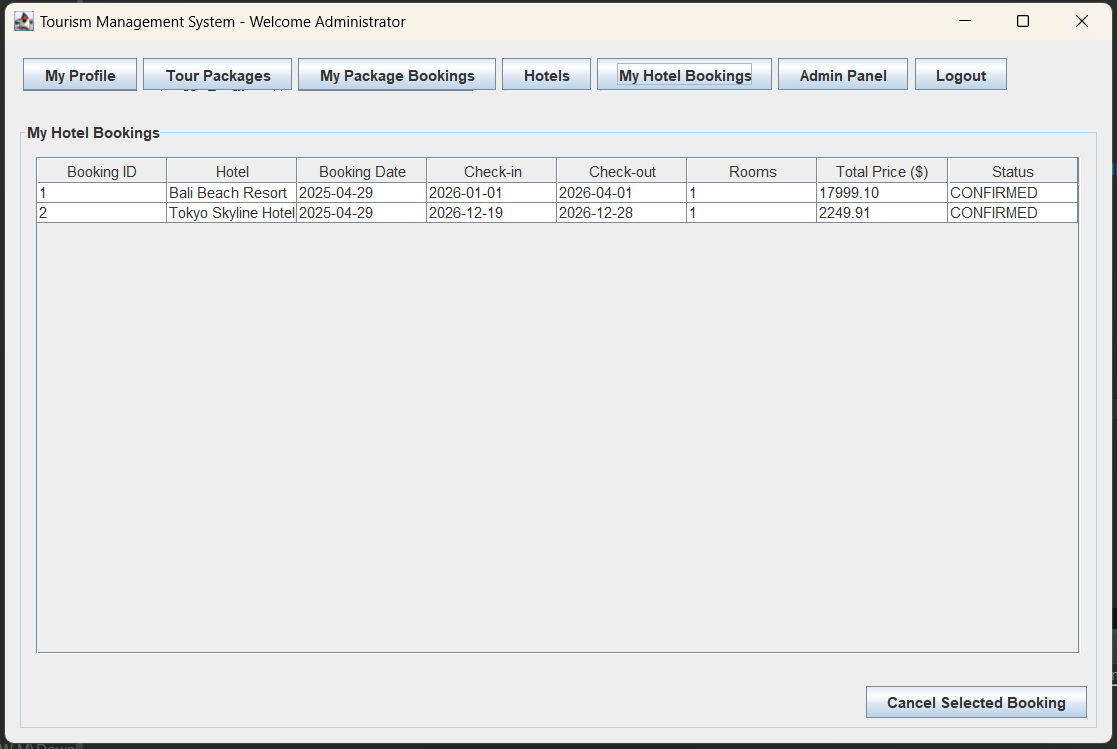 Tourism Management System - Welcome Administrator
My Profile Tour Packages My Package Bookings Hotels My Hotel Bookings Admin Panel Logout
My Hotel Bookings
Booking ID Hotel Booking Date Check-in Check-out Rooms Total Price ($) Status
1 Bali Beach Resort 2025-04-29 2026-01-01 2026-04-01 1 17999.10 CONFIRMED
2 Tokyo Skyline Hotel 2025-04-29 2026-12-19 2026-12-28 1 2249.91 CONFIRMED
Cancel Selected Booking